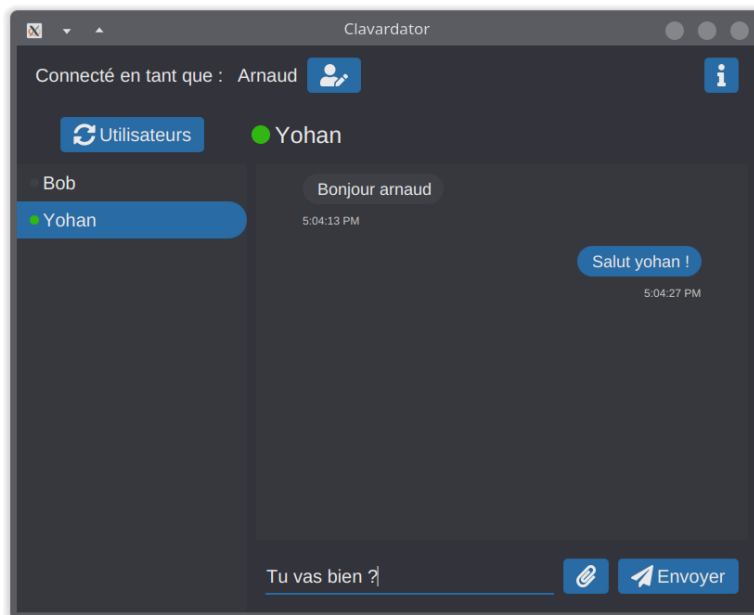 Clavardator
Connecté en tant que : Arnaud
Utilisateurs
Yohan
Bob
Yohan
Bonjour arnaud
5:04:13 PM
Salut yohan !
5:04:27 PM
Tu vas bien ?
Envoyer